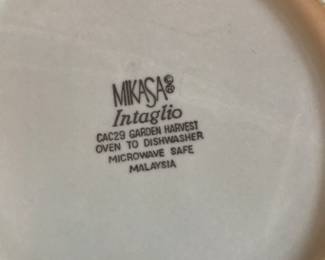 MIKASA
Intaglio
CAC29 GARDEN HARVEST
OVEN TO DISHWASHER
MICROWAVE SAFE
MALAYSIA